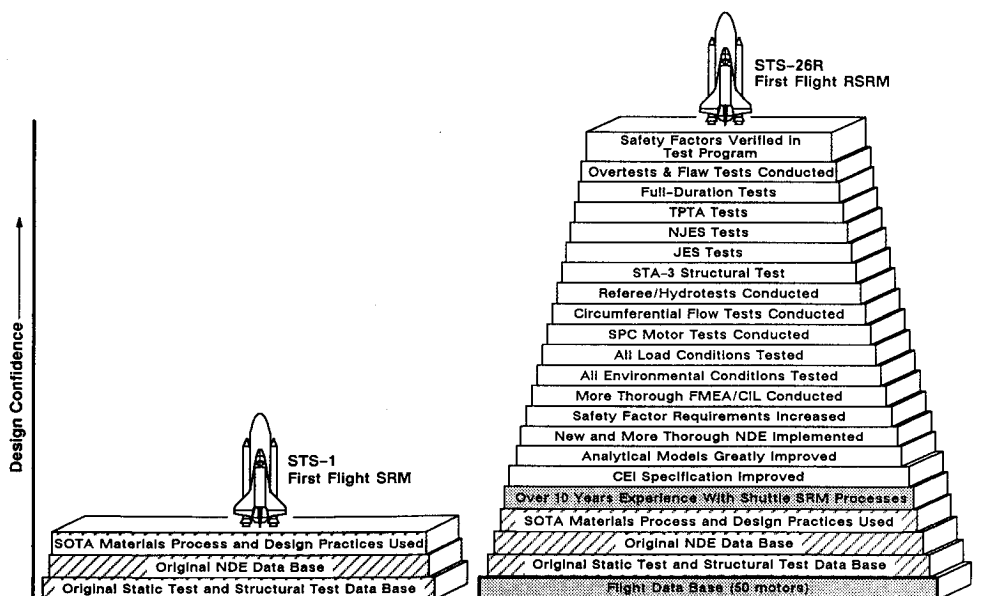 Design Confidence
STS-1
First Flight SRM
SOTA Materials Process and Design Practices Used
Original NDE Data Base
Original Static Test and Structural Test Data Base
STS-26R
First Flight RSRM
Safety Factors Verified in
Test Program
Overtests & Flaw Tests Conducted
Full-Duration Tests
TPTA Tests
NJES Tests
JES Tests
STA-3 Structural Test
Referee/Hydrotests Conducted
Circumferential Flow Tests Conducted
SPC Motor Tests Conducted
All Load Conditions Tested
All Environmental Conditions Tested
More Thorough FMEA/CIL Conducted
Safety Factor Requirements Increased
New and More Thorough NDE Implemented
Analytical Models Greatly Improved
CEI Specification Improved
Over 10 Years Experience With Shuttle SRM Processes
SOTA Materials Process and Design Practices Used
Original NDE Data Base
Original Static Test and Structural Test Data Base
Flight Data Base (50 motors)